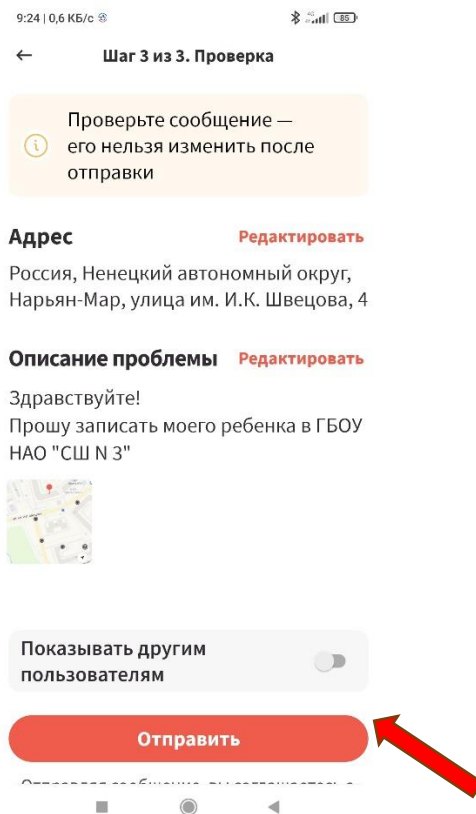 9:24 | 0,6 КБ/с
4G
85
Шаг 3 из 3. Проверка
Проверьте сообщение —
его нельзя изменить после
отправки
Адрес Редактировать
Россия, Ненецкий автономный округ,
Нарьян-Мар, улица им. И.К. Швецова, 4
Описание проблемы Редактировать
Здравствуйте!
Прошу записать моего ребенка в ГБОУ
НАО "СШ N 3"
Показывать другим
пользователям
Отправить